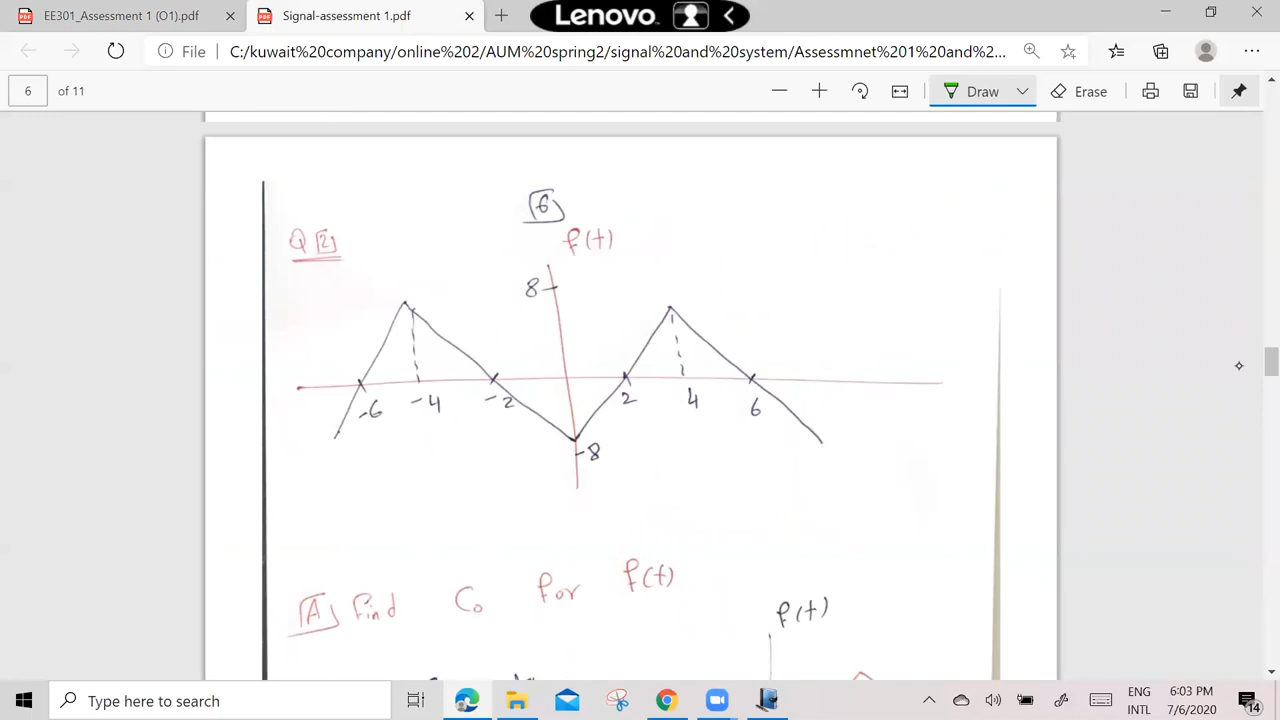 EE301_Assessment 1 (O1).pdf
Signal-assessment 1.pdf
Lenovo
File
C:/kuwait%20company/online%202/AUM%20spring2/signal%20and%20system/Assessmnet%201%20and%2...
6 of 11
Draw
Erase
6
Q[2]
f(t)
8
-6 -4 -2 2 4 6
-8
[A] Find C₀ for f(t)
f(t)
Type here to search
ENG
INTL
6:03 PM
7/6/2020
14